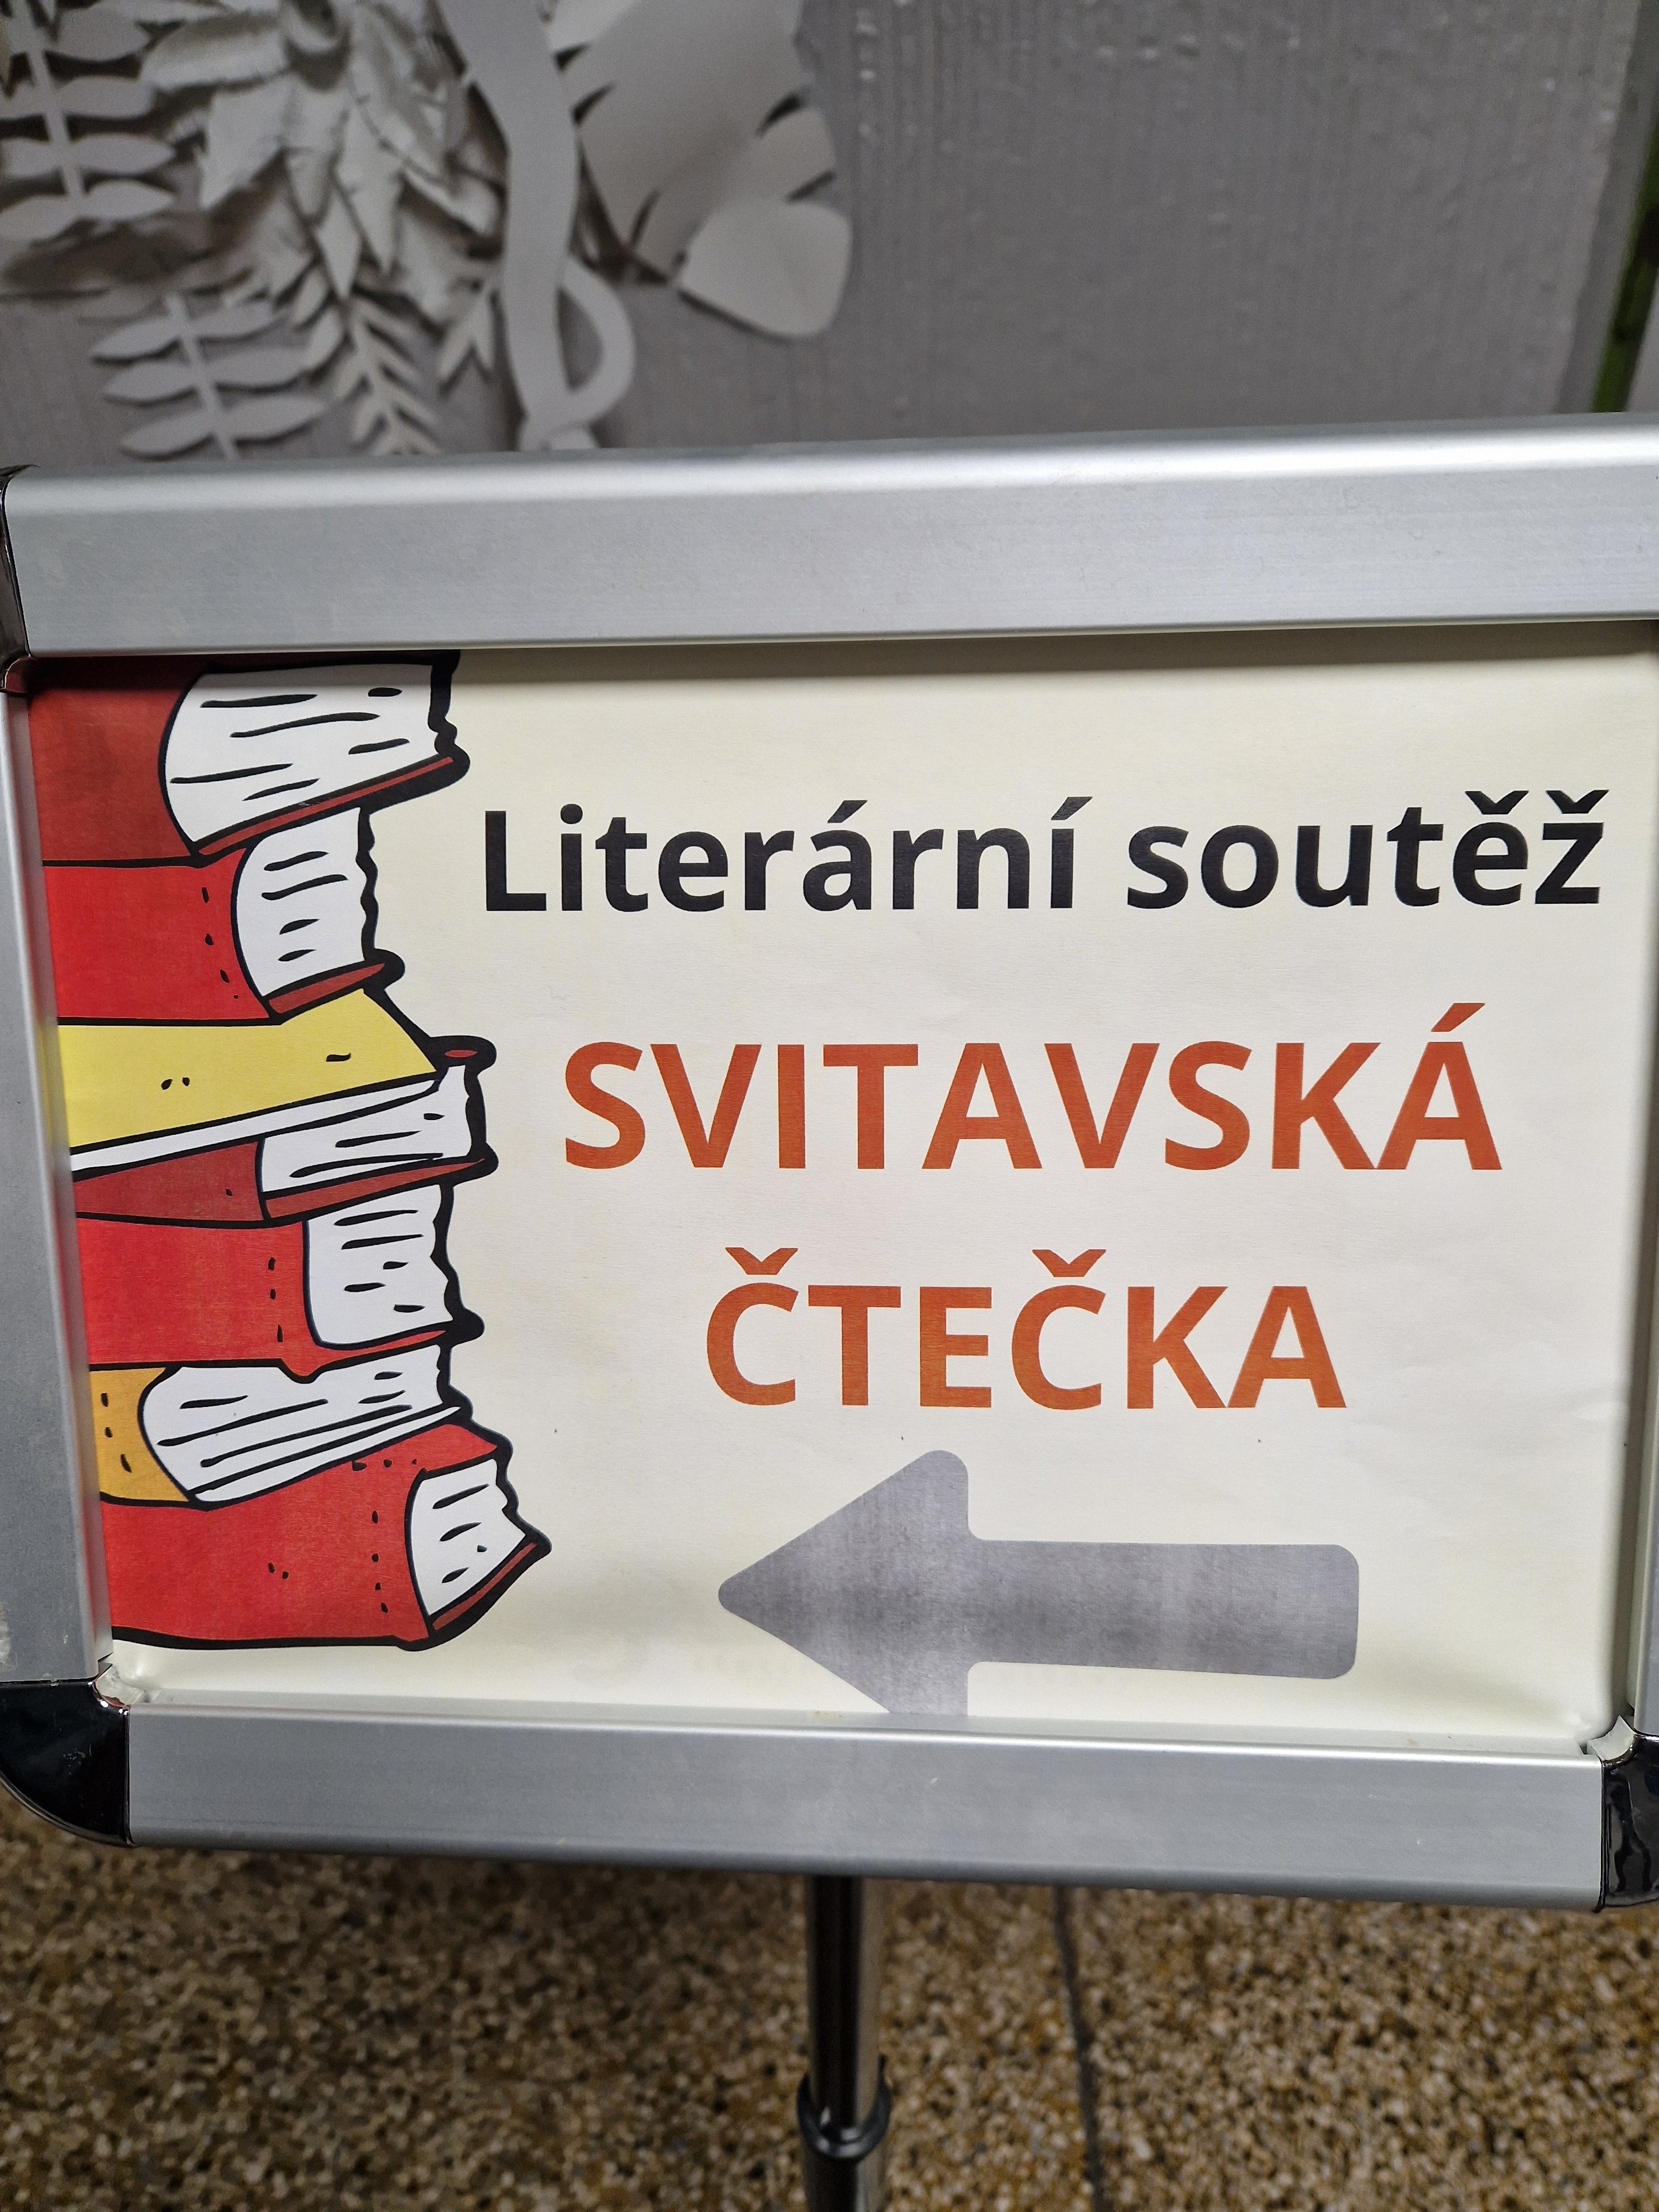 Literární soutěž
SVITAVSKÁ
ČTEČKA